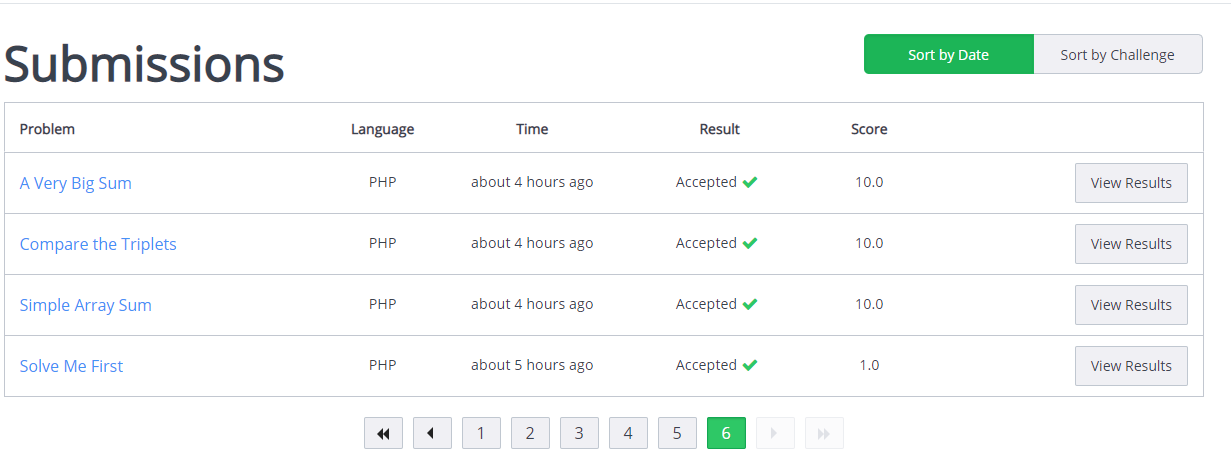 Submissions
Sort by Date Sort by Challenge
Problem Language Time Result Score
A Very Big Sum PHP about 4 hours ago Accepted 10.0 View Results
Compare the Triplets PHP about 4 hours ago Accepted 10.0 View Results
Simple Array Sum PHP about 4 hours ago Accepted 10.0 View Results
Solve Me First PHP about 5 hours ago Accepted 1.0 View Results
1 2 3 4 5 6